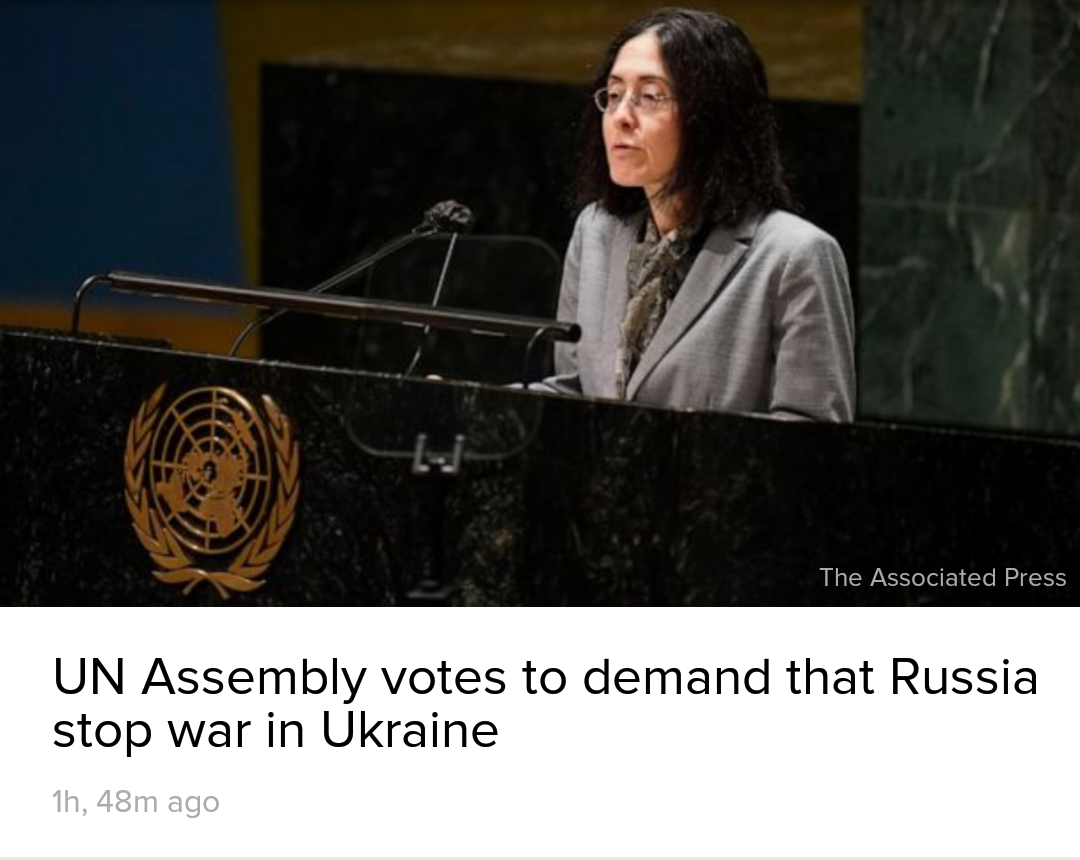 The Associated Press
UN Assembly votes to demand that Russia
stop war in Ukraine
1h, 48m ago